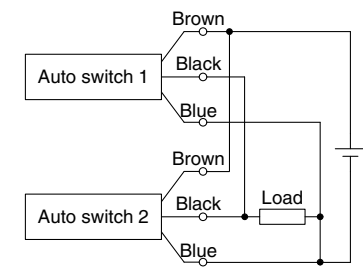 Brown
Auto switch 1
Black
Blue
Brown
Auto switch 2
Black
Load
Blue